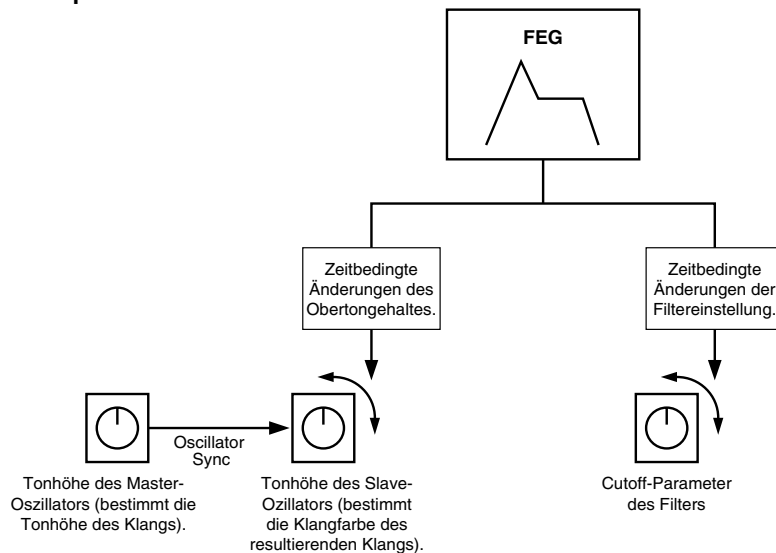 FEG
Zeitbedingte
Änderungen des
Obertongehaltes.
Zeitbedingte
Änderungen der
Filtereinstellung.
Oscillator
Sync
Tonhöhe des Master-
Oszillators (bestimmt die
Tonhöhe des Klangs).
Tonhöhe des Slave-
Ozillators (bestimmt
die Klangfarbe des
resultierenden Klangs).
Cutoff-Parameter
des Filters